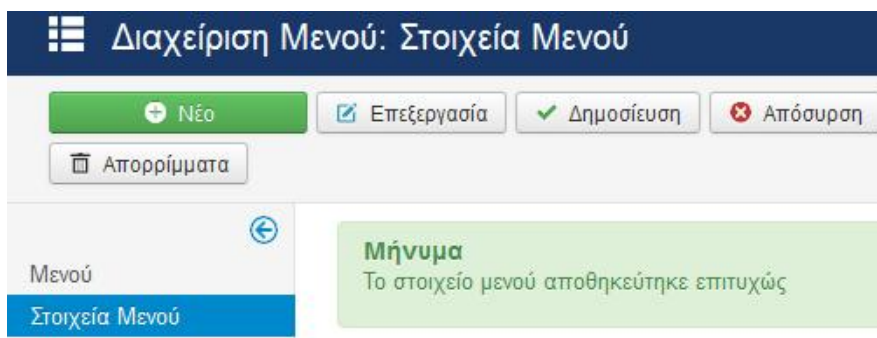 Διαχείριση Μενού: Στοιχεία Μενού
Νέο Επεξεργασία Δημοσίευση Απόσυρση
Απορρίμματα
Μενού
Στοιχεία Μενού
Μήνυμα
Το στοιχείο μενού αποθηκεύτηκε επιτυχώς